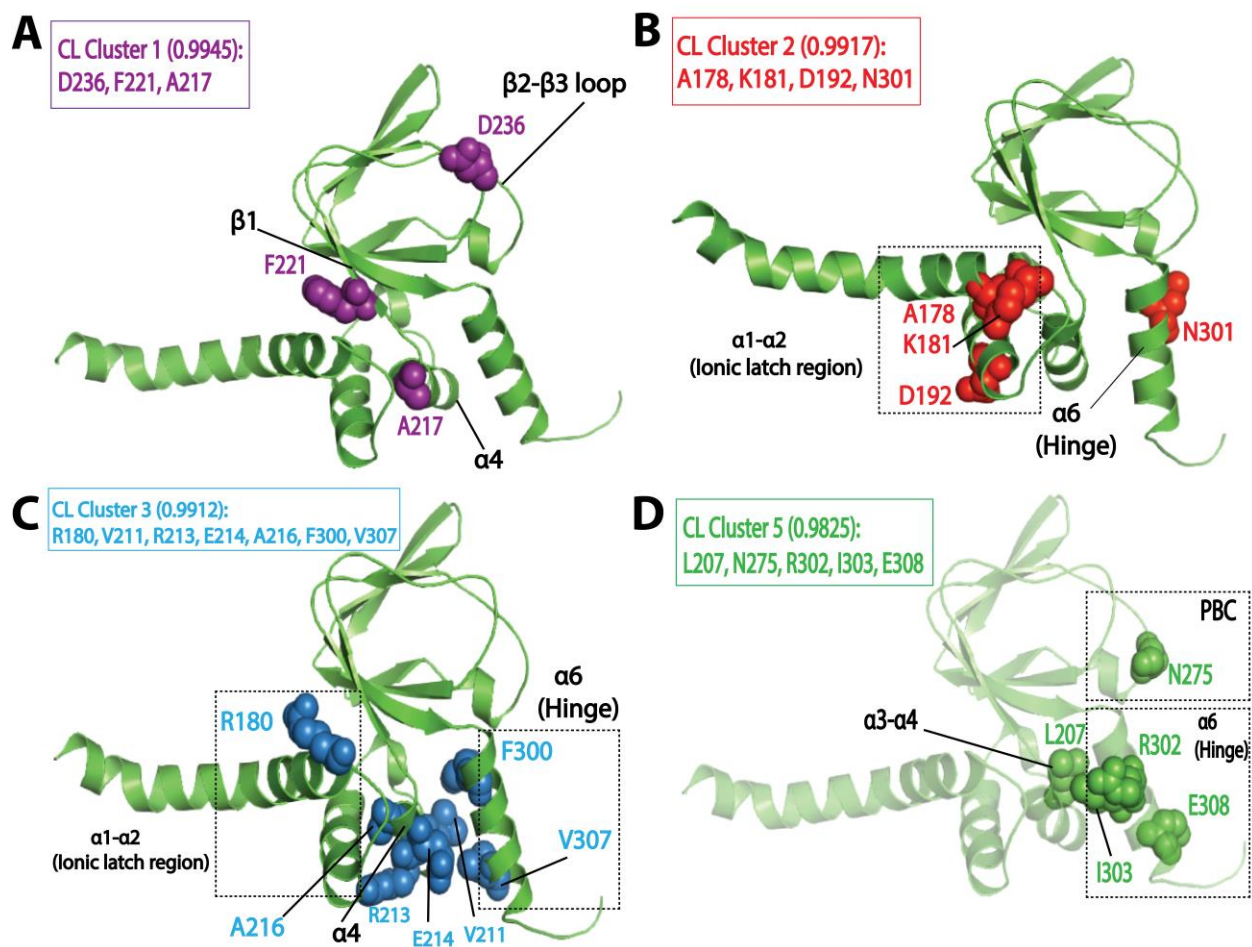 A
CL Cluster 1 (0.9945):
D236, F221, A217
β2-β3 loop
D236
β1
F221
A217
α4
B
CL Cluster 2 (0.9917):
A178, K181, D192, N301
A178
K181
α1-α2
(Ionic latch region)
D192
N301
α6
(Hinge)
C
CL Cluster 3 (0.9912):
R180, V211, R213, E214, A216, F300, V307
α6
(Hinge)
R180
F300
α1-α2
(Ionic latch region)
V307
A216
α4
R213
E214
V211
D
CL Cluster 5 (0.9825):
L207, N275, R302, I303, E308
PBC
N275
α3-α4
L207
α6
(Hinge)
R302
E308
I303